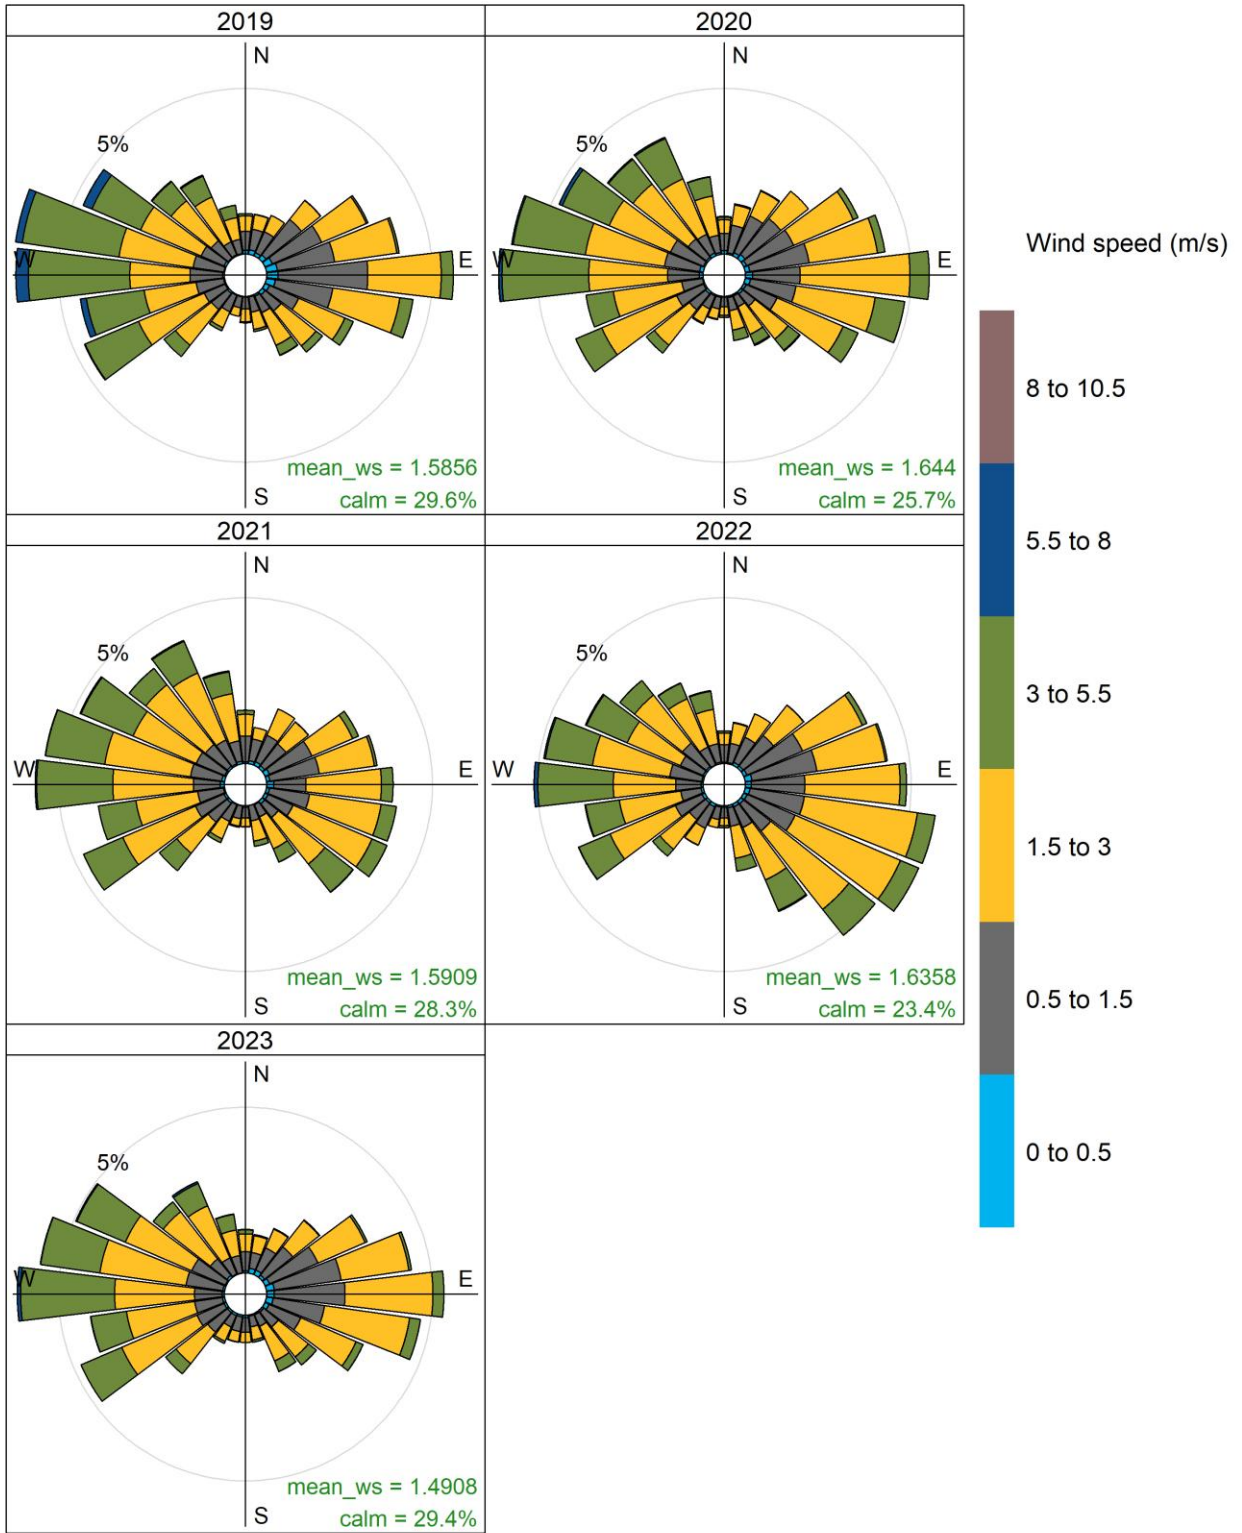 2019
N
5%
W
E
mean_ws = 1.5856
S
calm = 29.6%
2020
N
5%
W
E
mean_ws = 1.644
S
calm = 25.7%
2021
N
5%
W
E
mean_ws = 1.5909
S
calm = 28.3%
2022
N
5%
W
E
mean_ws = 1.6358
S
calm = 23.4%
2023
N
5%
W
E
mean_ws = 1.4908
S
calm = 29.4%
Wind speed (m/s)
8 to 10.5
5.5 to 8
3 to 5.5
1.5 to 3
0.5 to 1.5
0 to 0.5